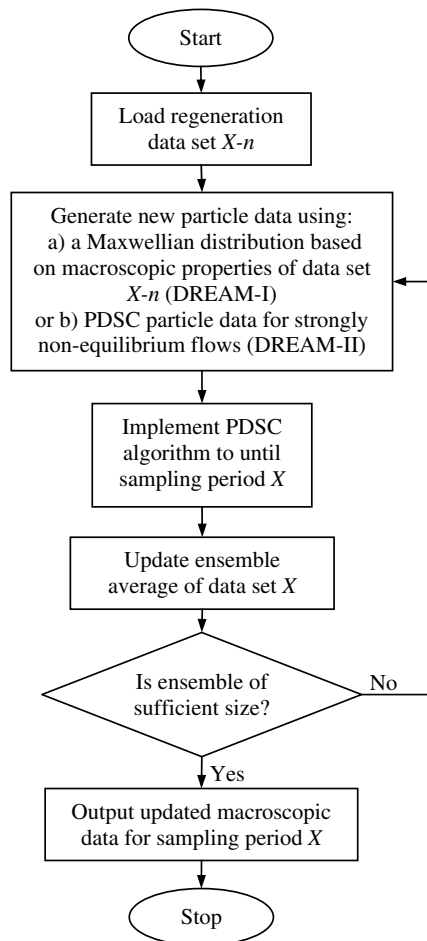 Start
Load regeneration
data set X-n
Generate new particle data using:
a) a Maxwellian distribution based
on macroscopic properties of data set
X-n (DREAM-I)
or b) PDSC particle data for strongly
non-equilibrium flows (DREAM-II)
Implement PDSC
algorithm to until
sampling period X
Update ensemble
average of data set X
Is ensemble of
sufficient size?
No
Yes
Output updated macroscopic
data for sampling period X
Stop